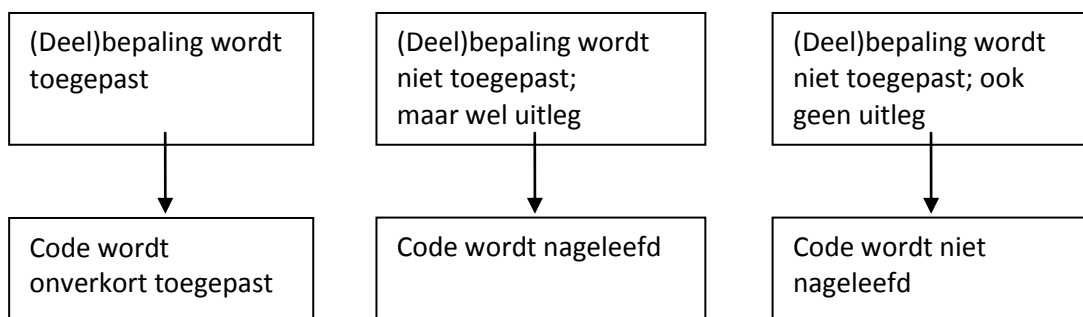 (Deel)bepaling wordt
toegepast
(Deel)bepaling wordt
niet toegepast;
maar wel uitleg
(Deel)bepaling wordt
niet toegepast; ook
geen uitleg
Code wordt
onverkort toegepast
Code wordt nageleefd
Code wordt niet
nageleefd